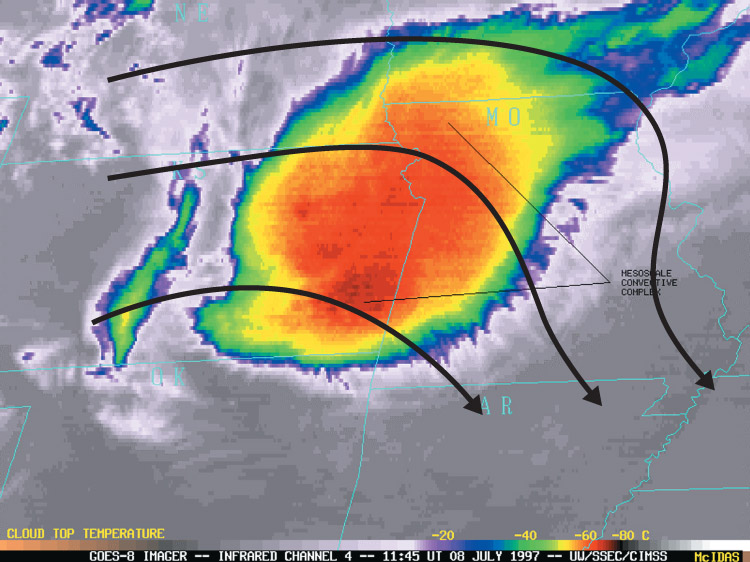 NE
MO
MESOSCALE
CONVECTIVE
COMPLEX
OK
AR
CLOUD TOP TEMPERATURE
-20 -40 -60 -80 C
GOES-8 IMAGER -- INFRARED CHANNEL 4 -- 11:45 UT 08 JULY 1997 -- UW/SSEC/CIMSS
McIDAS